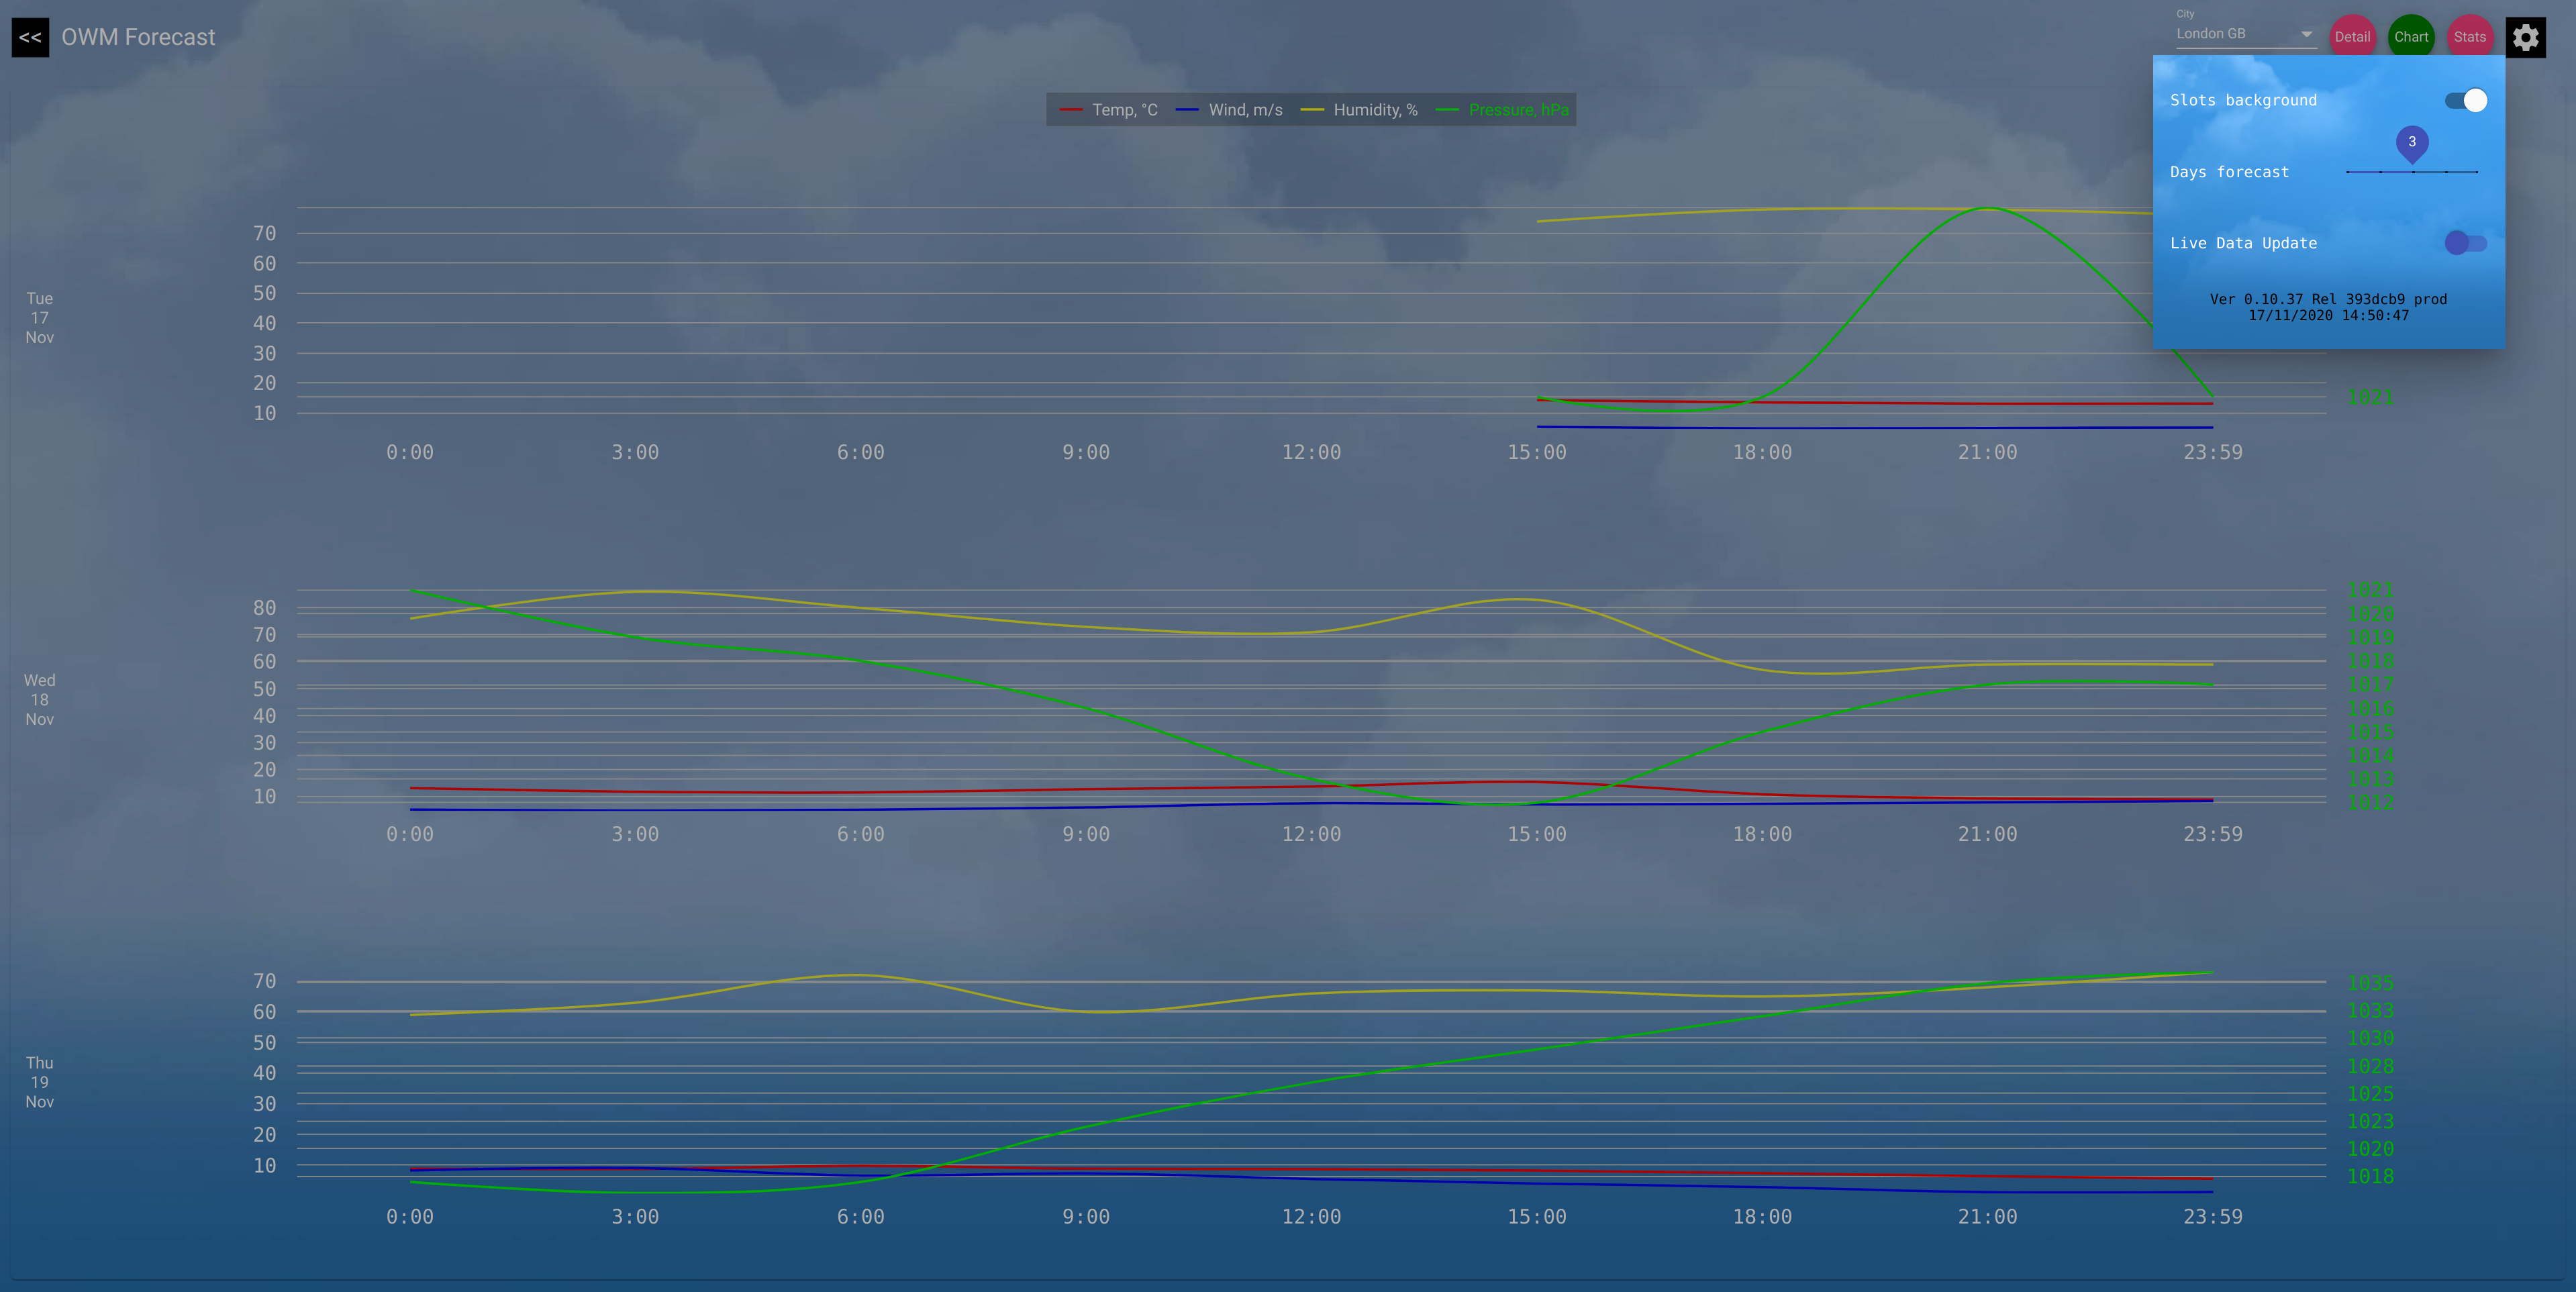 << OWM Forecast
City
London GB
Detail Chart Stats
Slots background
3
Days forecast
Live Data Update
Ver 0.10.37 Rel 393dcb9 prod
17/11/2020 14:50:47
Temp, °C Wind, m/s Humidity, % Pressure, hPa
Tue
17
Nov
70
60
50
40
30
20
10
1021
0:00 3:00 6:00 9:00 12:00 15:00 18:00 21:00 23:59
Wed
18
Nov
80
70
60
50
40
30
20
10
1021
1020
1019
1018
1017
1016
1015
1014
1013
1012
0:00 3:00 6:00 9:00 12:00 15:00 18:00 21:00 23:59
Thu
19
Nov
70
60
50
40
30
20
10
1035
1033
1030
1028
1025
1023
1020
1018
0:00 3:00 6:00 9:00 12:00 15:00 18:00 21:00 23:59